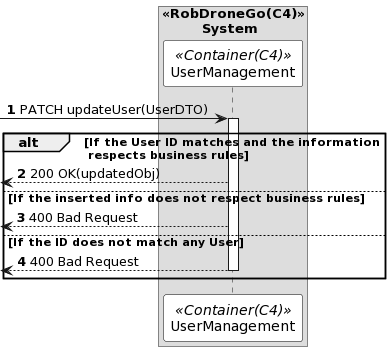 «RobDroneGo(C4)»
System
«Container(C4)»
UserManagement
1 PATCH updateUser(UserDTO)
alt [If the User ID matches and the information
respects business rules]
2 200 OK(updatedObj)
[If the inserted info does not respect business rules]
3 400 Bad Request
[If the ID does not match any User]
4 400 Bad Request
«Container(C4)»
UserManagement